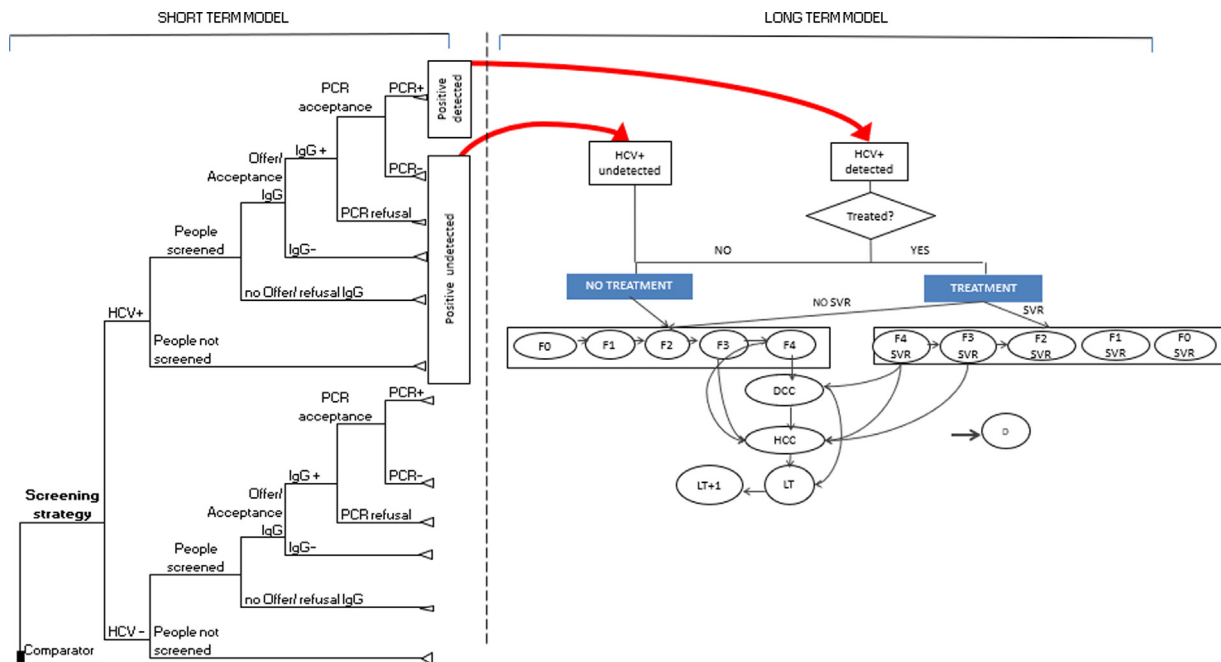 SHORT TERM MODEL
LONG TERM MODEL
PCR
acceptance
PCR+
Positive
detected
IgG +
PCR-
Offer/
Acceptance
IgG
PCR refusal
People
screened
IgG-
no Offer/ refusal IgG
HCV+
People not
screened
Positive undetected
PCR
acceptance
PCR+
IgG +
PCR-
Screening
strategy
Offer/
Acceptance
IgG
PCR refusal
People
screened
IgG-
no Offer/ refusal IgG
HCV -
People not
screened
Comparator
HCV+
undetected
HCV+
detected
Treated?
NO
YES
NO TREATMENT
TREATMENT
NO SVR
SVR
F0
F1
F2
F3
F4
F4
SVR
F3
SVR
F2
SVR
F1
SVR
F0
SVR
DCC
HCC
D
LT+1
LT